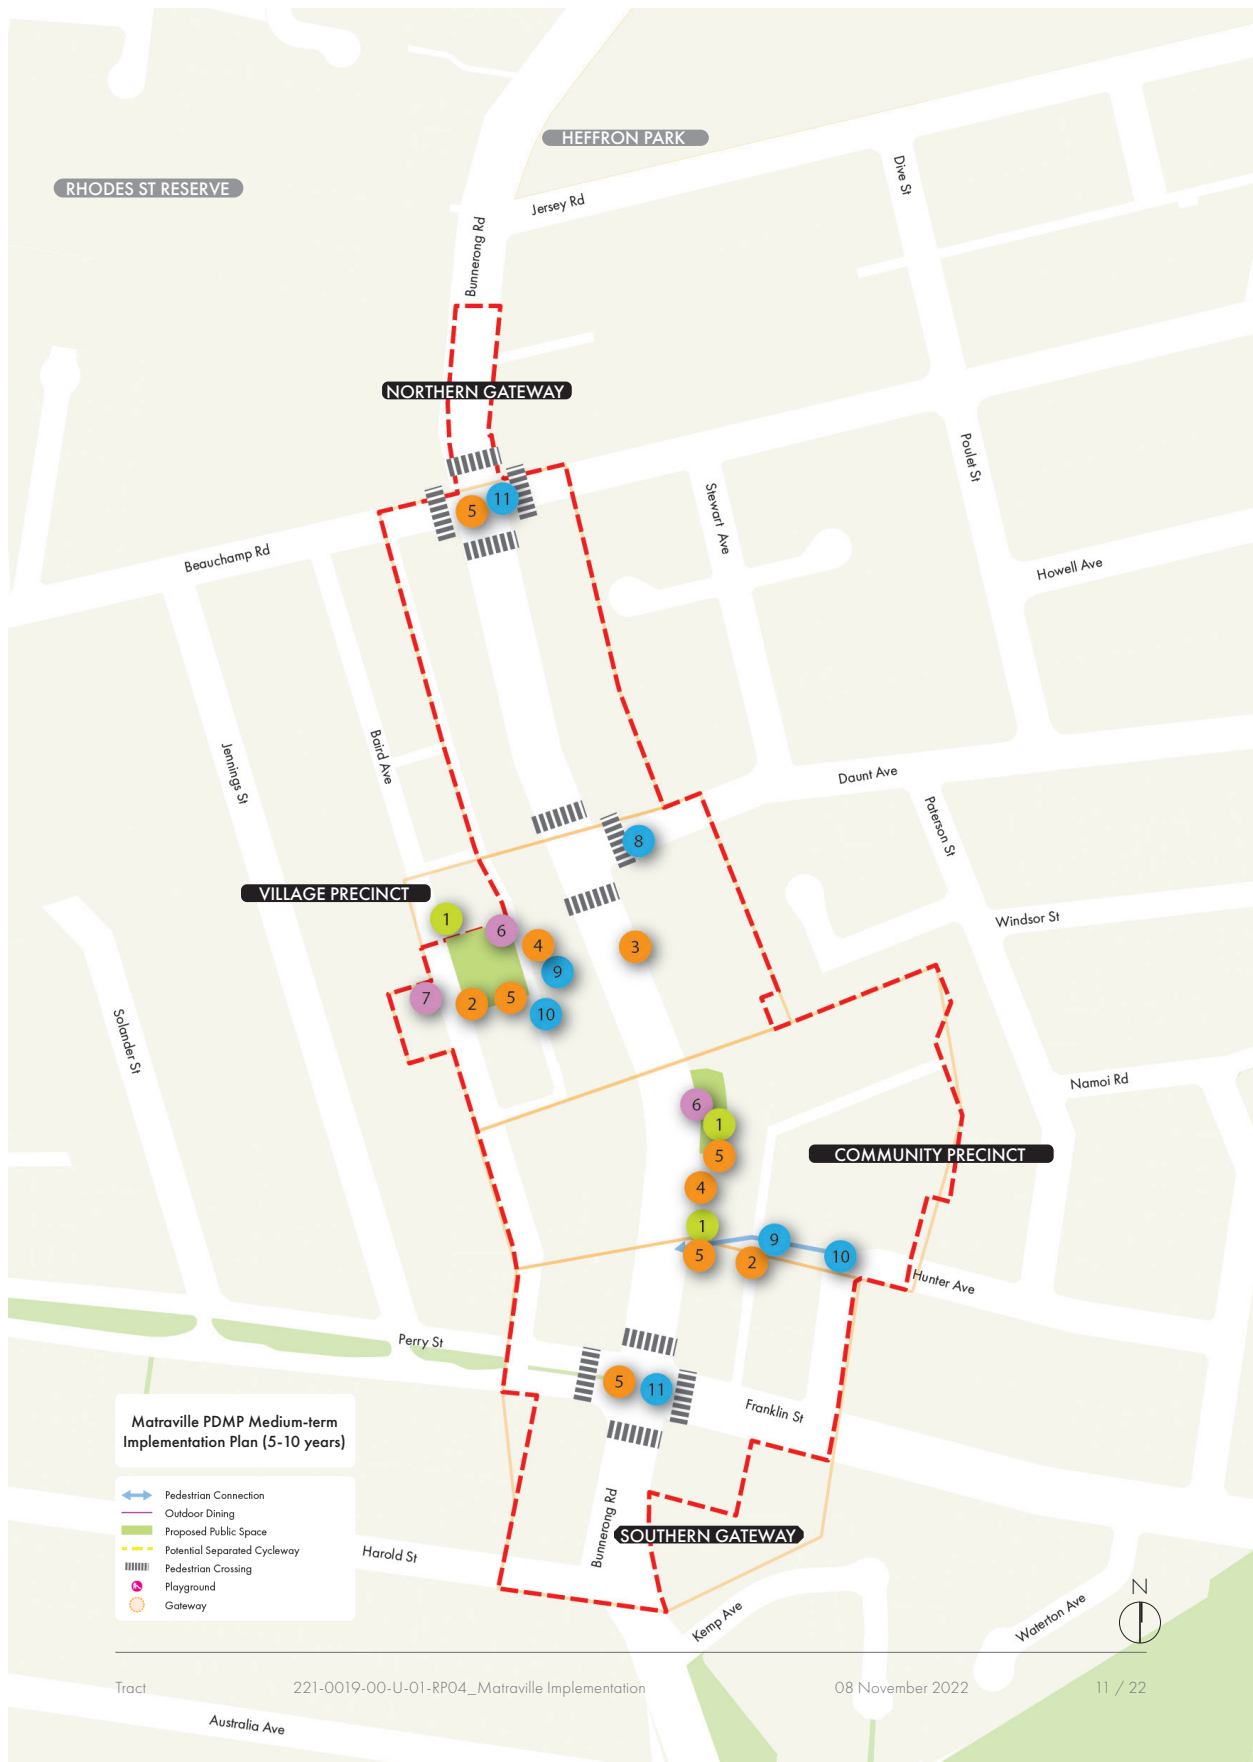 HEFFRON PARK
RHODES ST RESERVE
Dive St
Jersey Rd
Bunnerong Rd
NORTHERN GATEWAY
Poulet St
Stewart Ave
11
5
Beauchamp Rd
Howell Ave
Jennings St
Baird Ave
Daunt Ave
Paterson St
8
VILLAGE PRECINCT
1
6
4
3
9
7
2
5
10
Windsor St
Solander St
Namoi Rd
6
1
5
COMMUNITY PRECINCT
4
1
9
5
2
10
Hunter Ave
Perry St
5
11
Franklin St
Matraville PDMP Medium-term
Implementation Plan (5-10 years)
Pedestrian Connection
Outdoor Dining
Proposed Public Space
Potential Separated Cycleway
Pedestrian Crossing
Playground
Gateway
Bunnerong Rd
SOUTHERN GATEWAY
Harold St
Kemp Ave
Waterton Ave
N
Tract 221-0019-00-U-01-RP04_Matraville Implementation 08 November 2022 11 / 22
Australia Ave